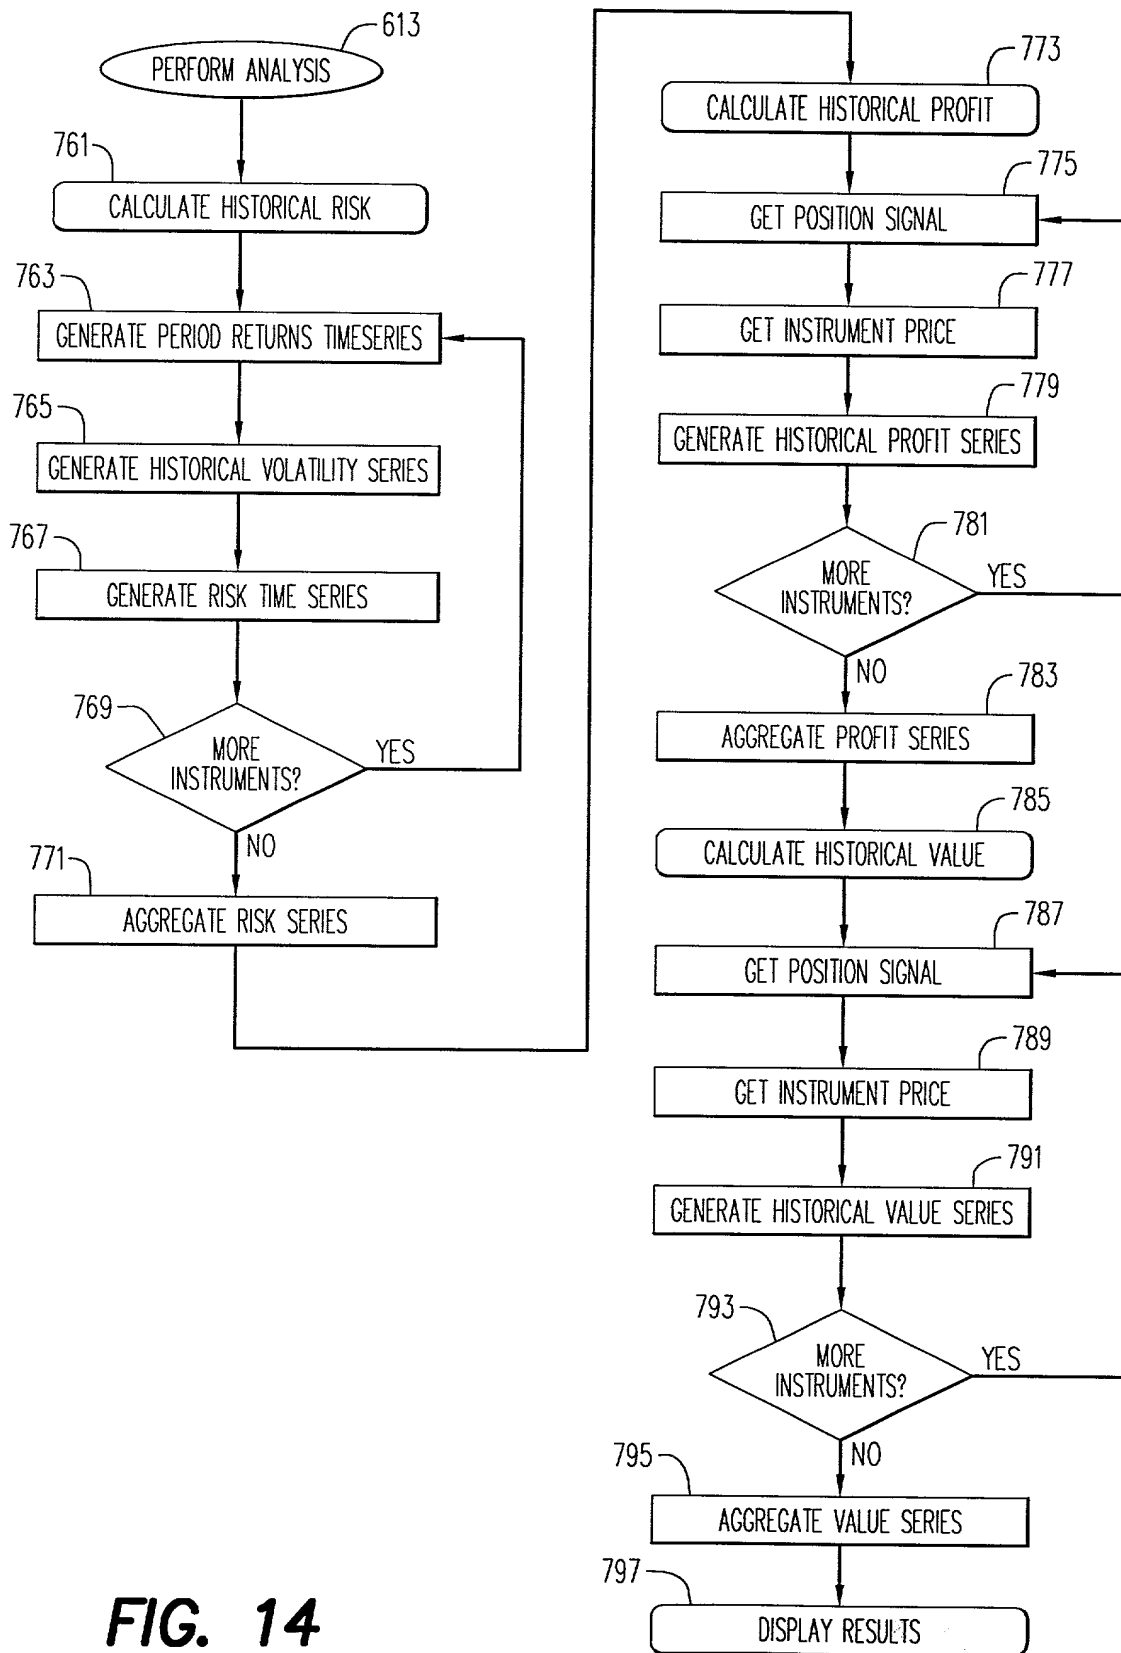 613
PERFORM ANALYSIS
761
CALCULATE HISTORICAL RISK
763
GENERATE PERIOD RETURNS TIMESERIES
765
GENERATE HISTORICAL VOLATILITY SERIES
767
GENERATE RISK TIME SERIES
769
MORE
INSTRUMENTS?
YES
NO
771
AGGREGATE RISK SERIES
773
CALCULATE HISTORICAL PROFIT
775
GET POSITION SIGNAL
777
GET INSTRUMENT PRICE
779
GENERATE HISTORICAL PROFIT SERIES
781
MORE
INSTRUMENTS?
YES
NO
783
AGGREGATE PROFIT SERIES
785
CALCULATE HISTORICAL VALUE
787
GET POSITION SIGNAL
789
GET INSTRUMENT PRICE
791
GENERATE HISTORICAL VALUE SERIES
793
MORE
INSTRUMENTS?
YES
NO
795
AGGREGATE VALUE SERIES
797
DISPLAY RESULTS
FIG. 14